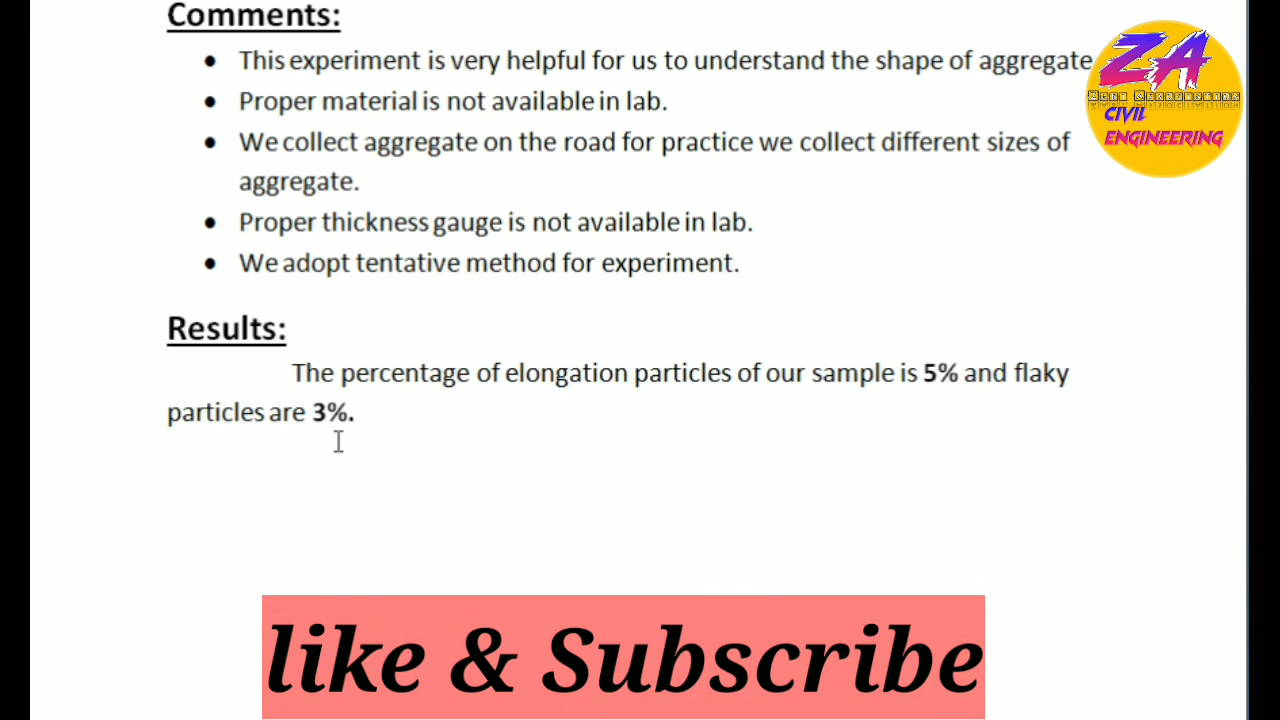 Comments:
• This experiment is very helpful for us to understand the shape of aggregate
• Proper material is not available in lab.
• We collect aggregate on the road for practice we collect different sizes of
aggregate.
• Proper thickness gauge is not available in lab.
• We adopt tentative method for experiment.
Results:
The percentage of elongation particles of our sample is 5% and flaky
particles are 3%.
ZA
CIVIL
ENGINEERING
like & Subscribe